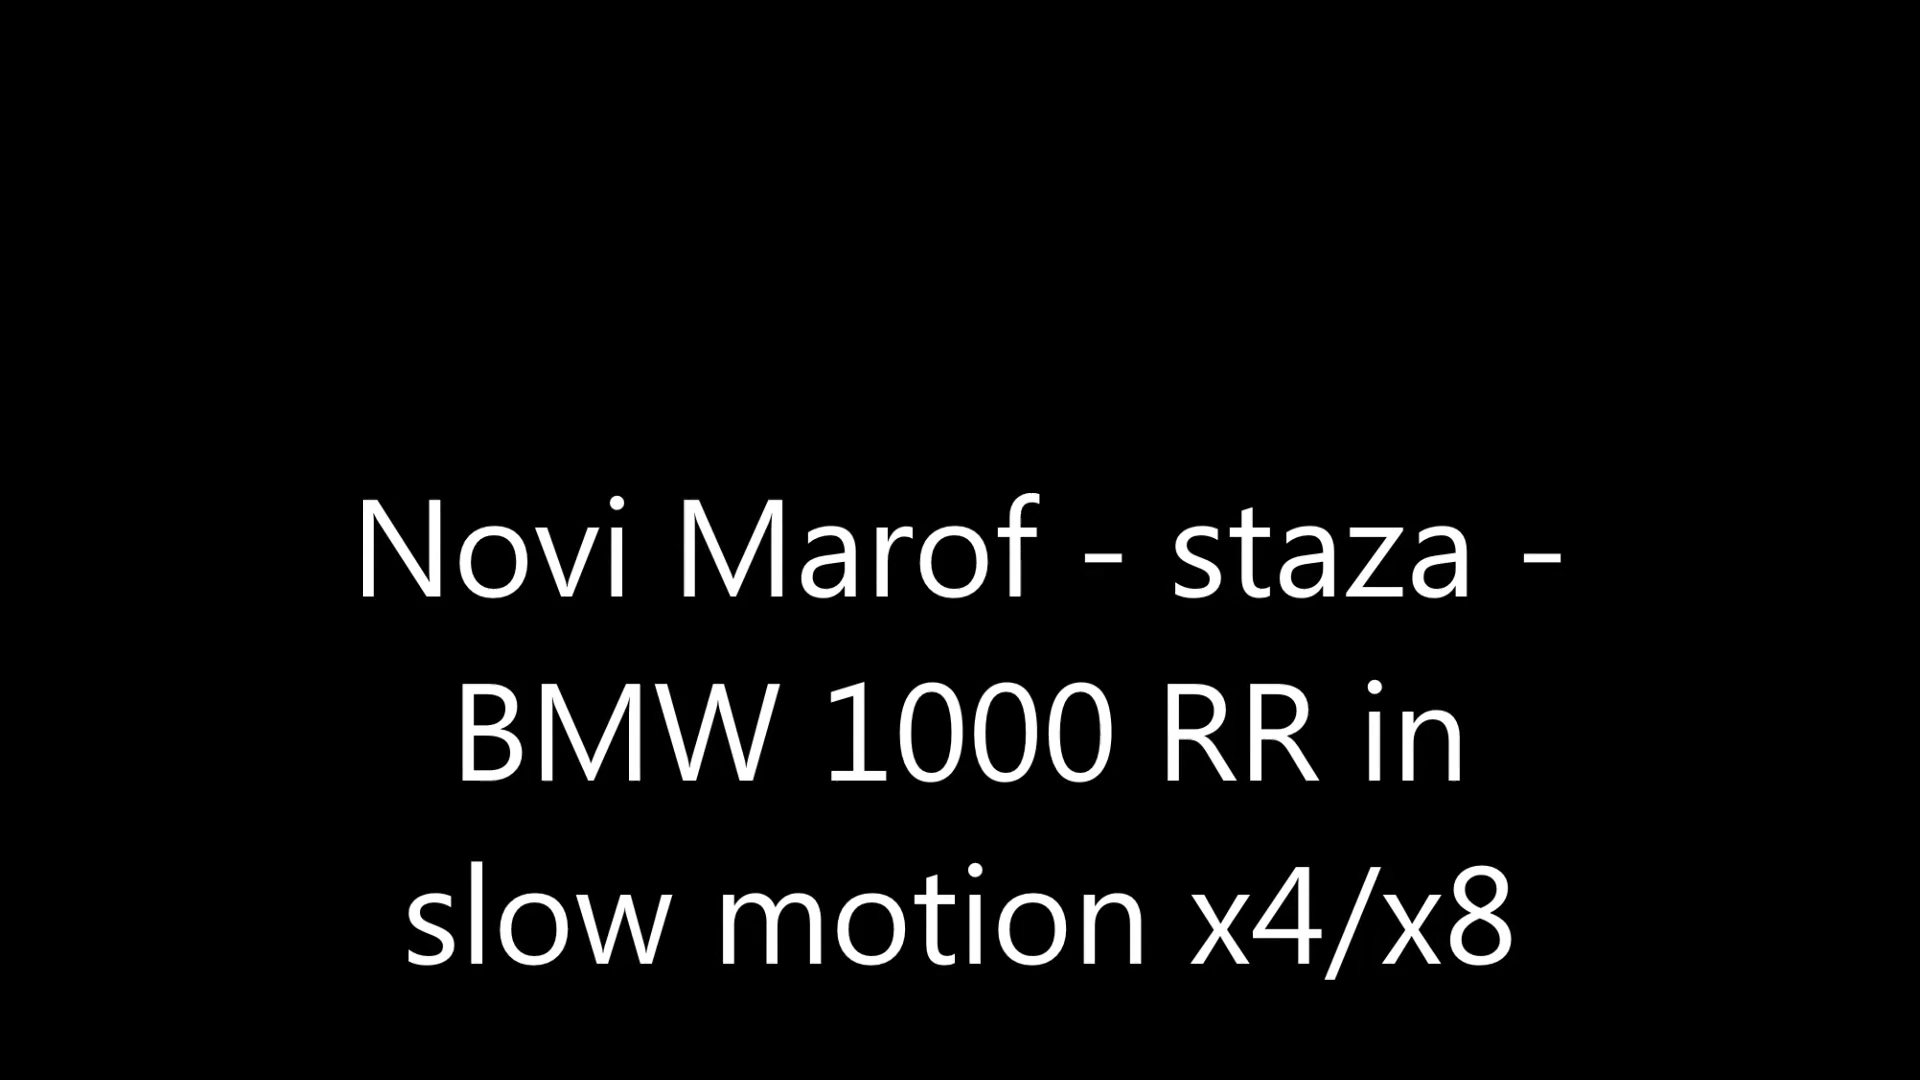 Novi Marof - staza -
BMW 1000 RR in
slow motion x4/x8